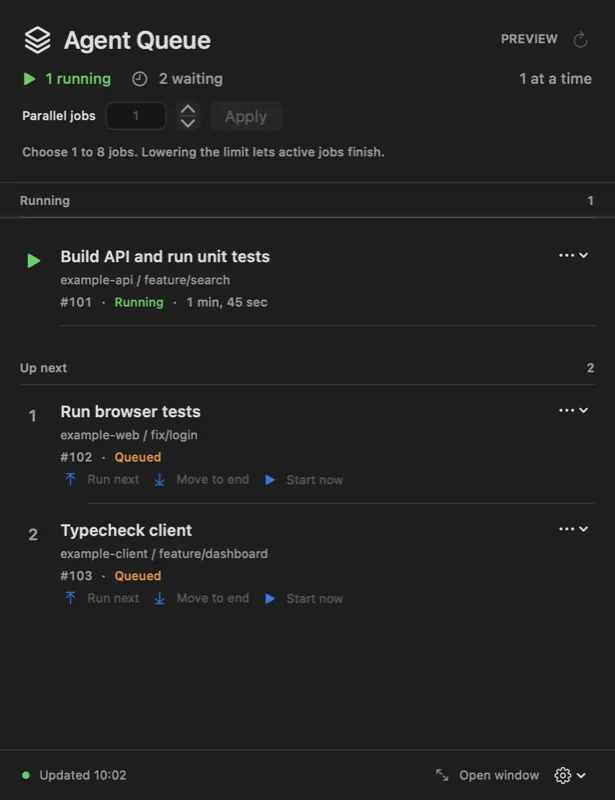 Agent Queue PREVIEW
1 running 2 waiting 1 at a time
Parallel jobs 1 Apply
Choose 1 to 8 jobs. Lowering the limit lets active jobs finish.
Running 1
Build API and run unit tests
example-api / feature/search
#101 · Running · 1 min, 45 sec
Up next 2
1 Run browser tests
example-web / fix/login
#102 · Queued
Run next Move to end Start now
2 Typecheck client
example-client / feature/dashboard
#103 · Queued
Run next Move to end Start now
Updated 10:02 Open window